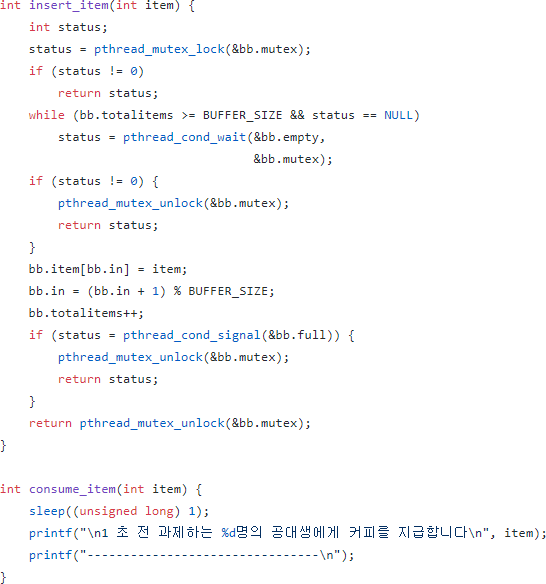 int insert_item(int item) {
    int status;
    status = pthread_mutex_lock(&bb.mutex);
    if (status != 0)
        return status;
    while (bb.totalitems >= BUFFER_SIZE && status == NULL)
        status = pthread_cond_wait(&bb.empty,
                                   &bb.mutex);
    if (status != 0) {
        pthread_mutex_unlock(&bb.mutex);
        return status;
    }
    bb.item[bb.in] = item;
    bb.in = (bb.in + 1) % BUFFER_SIZE;
    bb.totalitems++;
    if (status = pthread_cond_signal(&bb.full)) {
        pthread_mutex_unlock(&bb.mutex);
        return status;
    }
    return pthread_mutex_unlock(&bb.mutex);
}

int consume_item(int item) {
    sleep((unsigned long) 1);
    printf("\n1 초 전 과제하는 %d명의 공대생에게 커피를 지급합니다\n", item);
    printf("-------------------------------\n");
}